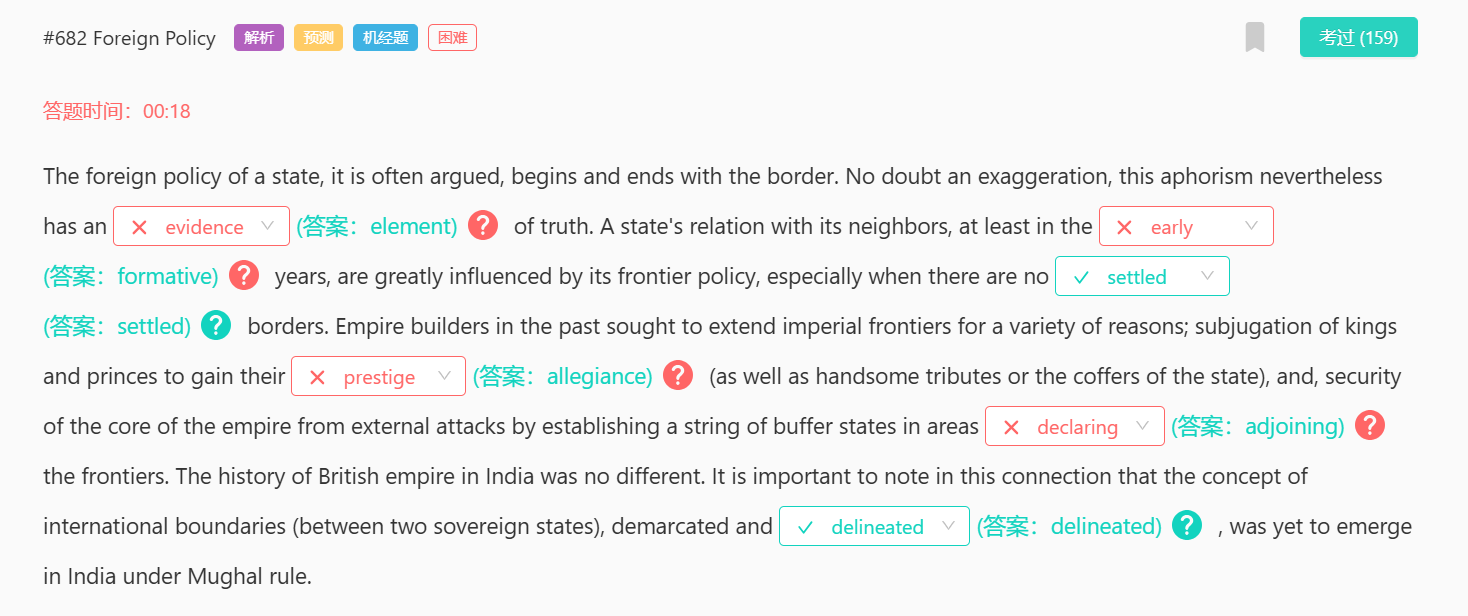 #682 Foreign Policy 解析 预测 机经题 困难 考过 (159)
答题时间：00:18
The foreign policy of a state, it is often argued, begins and ends with the border. No doubt an exaggeration, this aphorism nevertheless
has an evidence (答案：element) ? of truth. A state's relation with its neighbors, at least in the early
(答案：formative) ? years, are greatly influenced by its frontier policy, especially when there are no settled
(答案：settled) ? borders. Empire builders in the past sought to extend imperial frontiers for a variety of reasons; subjugation of kings
and princes to gain their prestige (答案：allegiance) ? (as well as handsome tributes or the coffers of the state), and, security
of the core of the empire from external attacks by establishing a string of buffer states in areas declaring (答案：adjoining) ?
the frontiers. The history of British empire in India was no different. It is important to note in this connection that the concept of
international boundaries (between two sovereign states), demarcated and delineated (答案：delineated) ? , was yet to emerge
in India under Mughal rule.